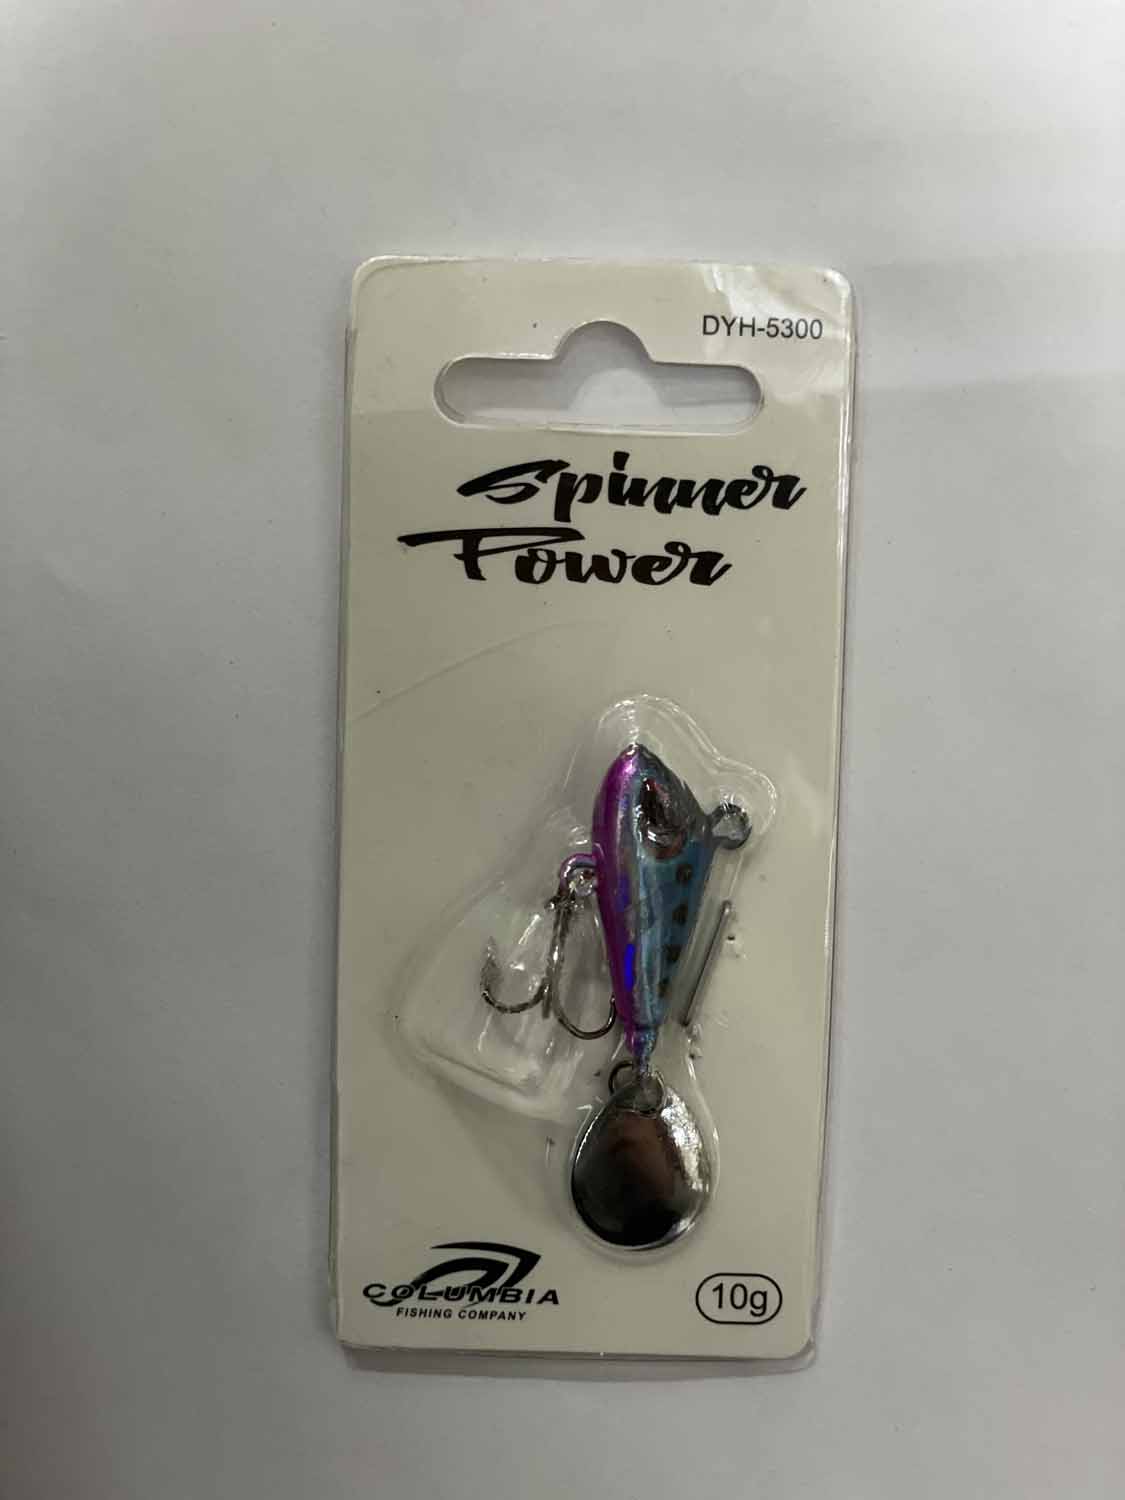 DYH-5300
Spinner
Power
COLUMBIA
FISHING COMPANY
10g